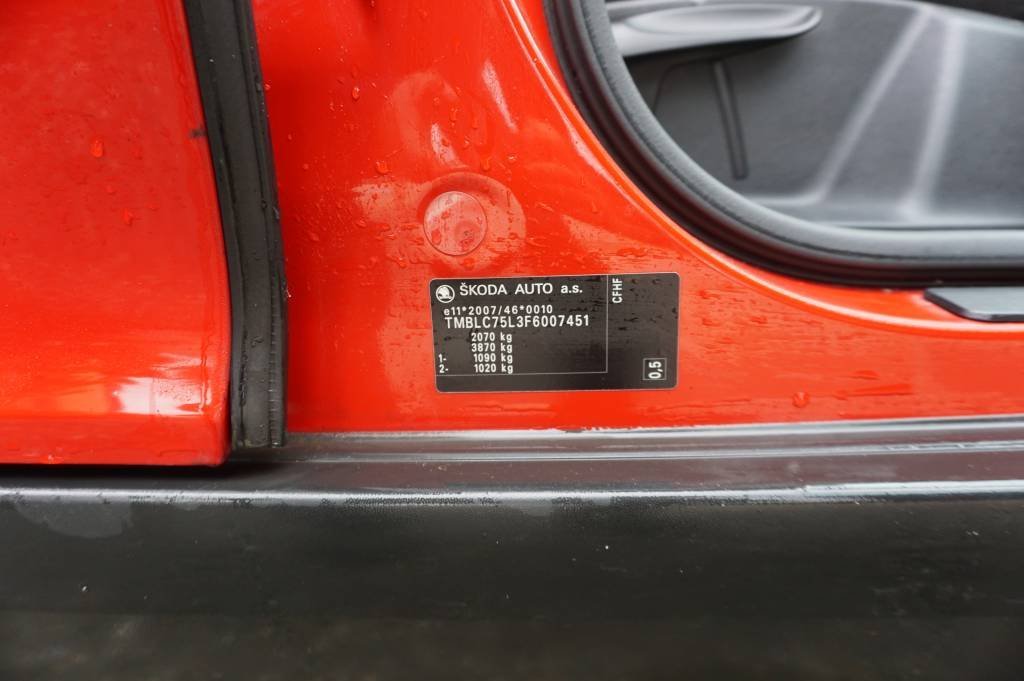 ŠKODA AUTO a.s.
e11*2007/46*0010
TMBLC75L3F6007451
2070 kg
3870 kg
1- 1090 kg
2- 1020 kg
CFHF
0,5